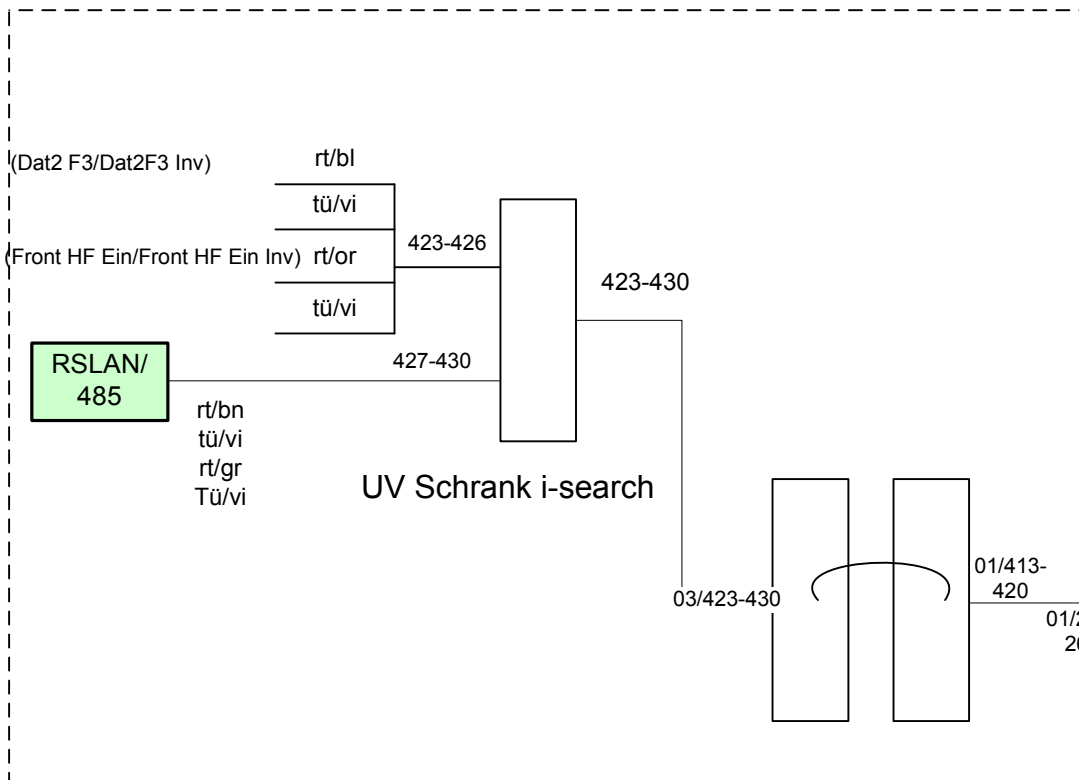 (Dat2 F3/Dat2F3 Inv)
rt/bl
tü/vi
(Front HF Ein/Front HF Ein Inv)
rt/or
tü/vi
423-426
423-430
RSLAN/
485
427-430
rt/bn
tü/vi
rt/gr
Tü/vi
UV Schrank i-search
03/423-430
01/413-
420